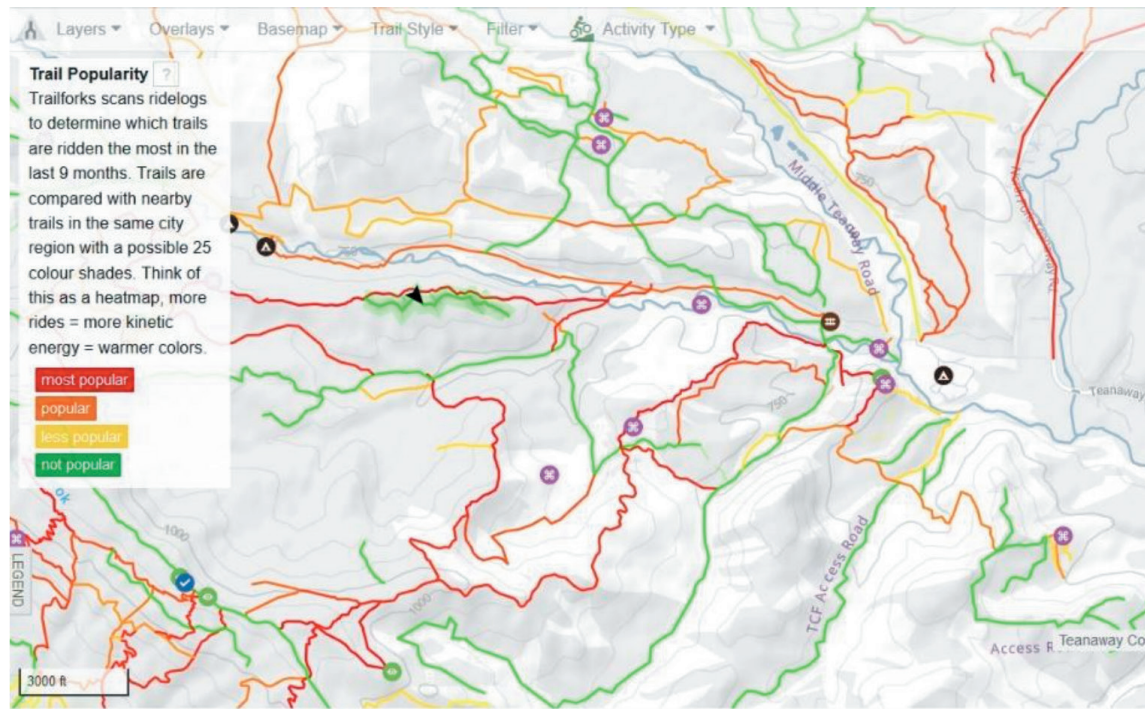 Layers
Overlays
Basemap
Trail Style
Filter
Activity Type
Trail Popularity ?
Trailforks scans ridelogs
to determine which trails
are ridden the most in the
last 9 months. Trails are
compared with nearby
trails in the same city
region with a possible 25
colour shades. Think of
this as a heatmap, more
rides = more kinetic
energy = warmer colors.
most popular
popular
less popular
not popular
LEGEND
3000 ft
ok
1000
1000
750
750
750
Middle Teanaway Road
Teanaway
TCF Access Road
Access R
Teanaway Co